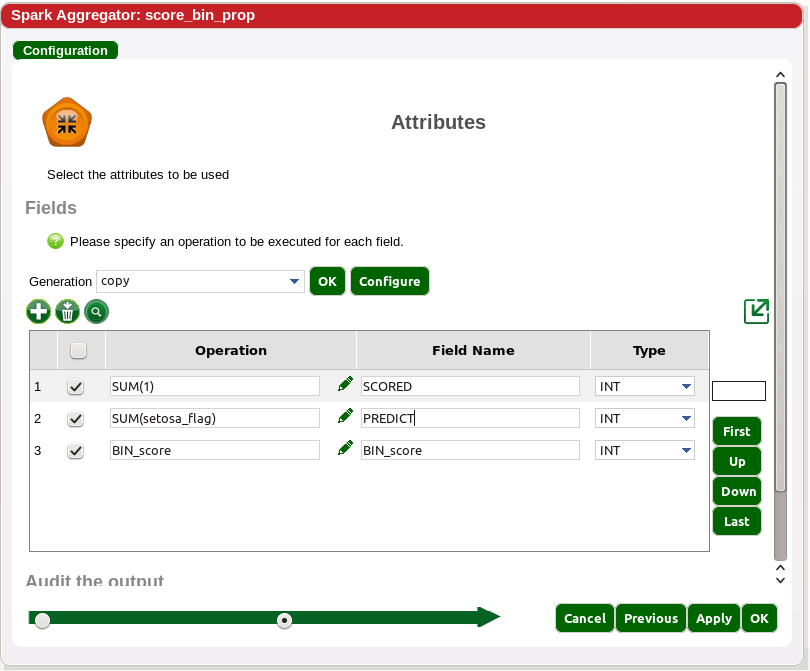 Spark Aggregator: score_bin_prop
Configuration
Attributes
Select the attributes to be used
Fields
? Please specify an operation to be executed for each field.
Generation copy OK Configure
Operation Field Name Type
1 SUM(1) SCORED INT
2 SUM(setosa_flag) PREDICT INT
3 BIN_score BIN_score INT
First
Up
Down
Last
Audit the output
Cancel Previous Apply OK